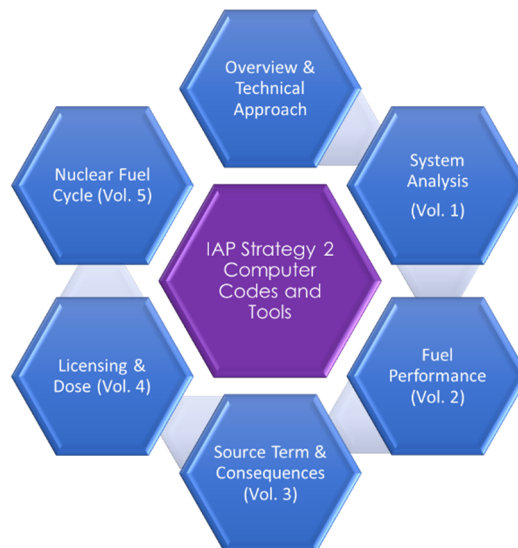 Overview &
Technical
Approach
System
Analysis
(Vol. 1)
Fuel
Performance
(Vol. 2)
Source Term &
Consequences
(Vol. 3)
Licensing &
Dose (Vol. 4)
Nuclear Fuel
Cycle (Vol. 5)
IAP Strategy 2
Computer
Codes and
Tools